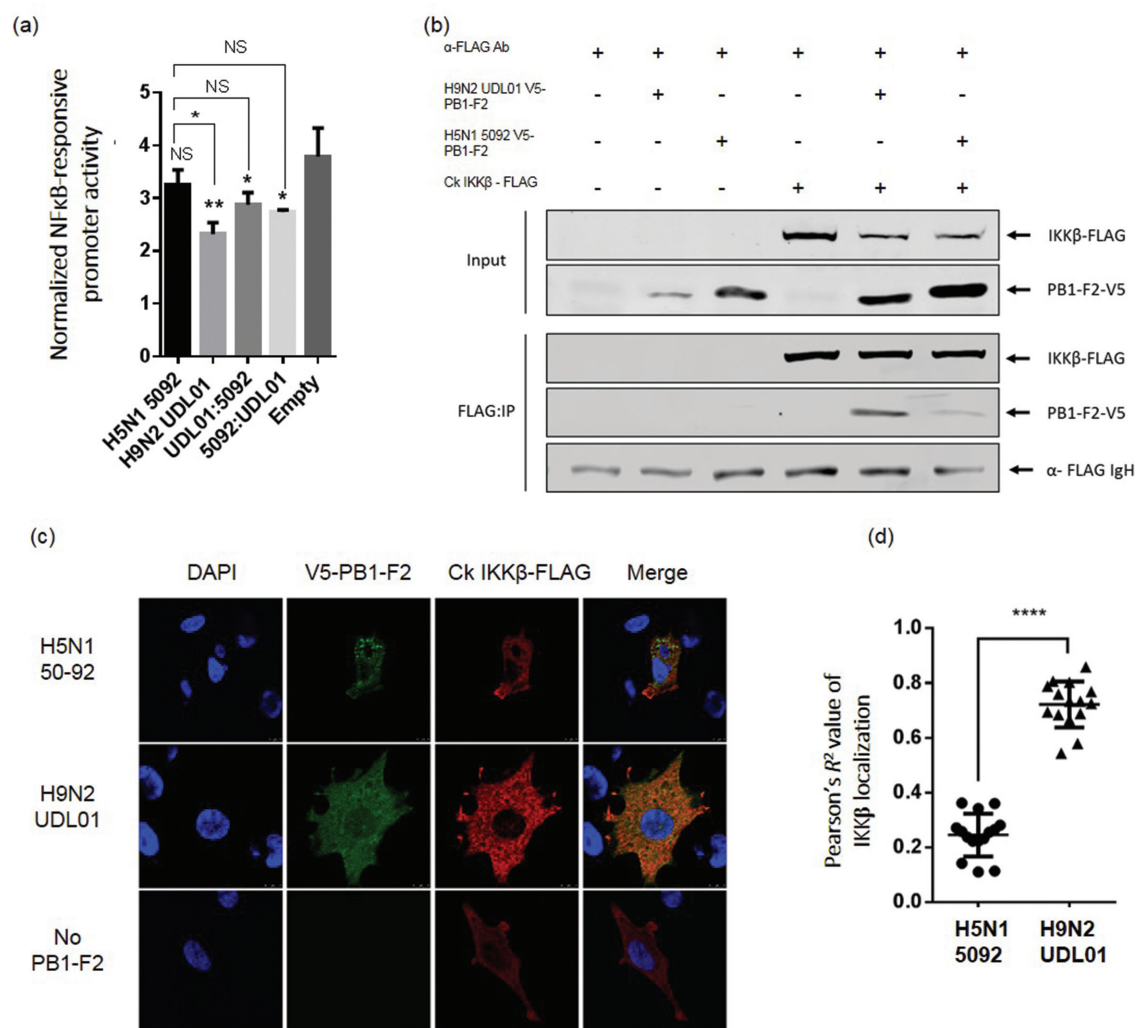 (a)
NS
NS
*
NS
**
*
*
Normalized NFκB-responsive
promoter activity
5
4
3
2
1
0
H5N1 5092
H9N2 UDL01
UDL01:5092
5092:UDL01
Empty
(b)
α-FLAG Ab + + + + + +
H9N2 UDL01 V5-
PB1-F2 - + - - + -
H5N1 5092 V5-
PB1-F2 - - + - - +
Ck IKKβ - FLAG - - - + + +
Input
IKKβ-FLAG
PB1-F2-V5
FLAG:IP
IKKβ-FLAG
PB1-F2-V5
α- FLAG IgH
(c)
DAPI V5-PB1-F2 Ck IKKβ-FLAG Merge
H5N1
50-92
H9N2
UDL01
No
PB1-F2
(d)
****
Pearson's R² value of
IKKβ localization
1.0
0.8
0.6
0.4
0.2
0.0
H5N1
5092
H9N2
UDL01